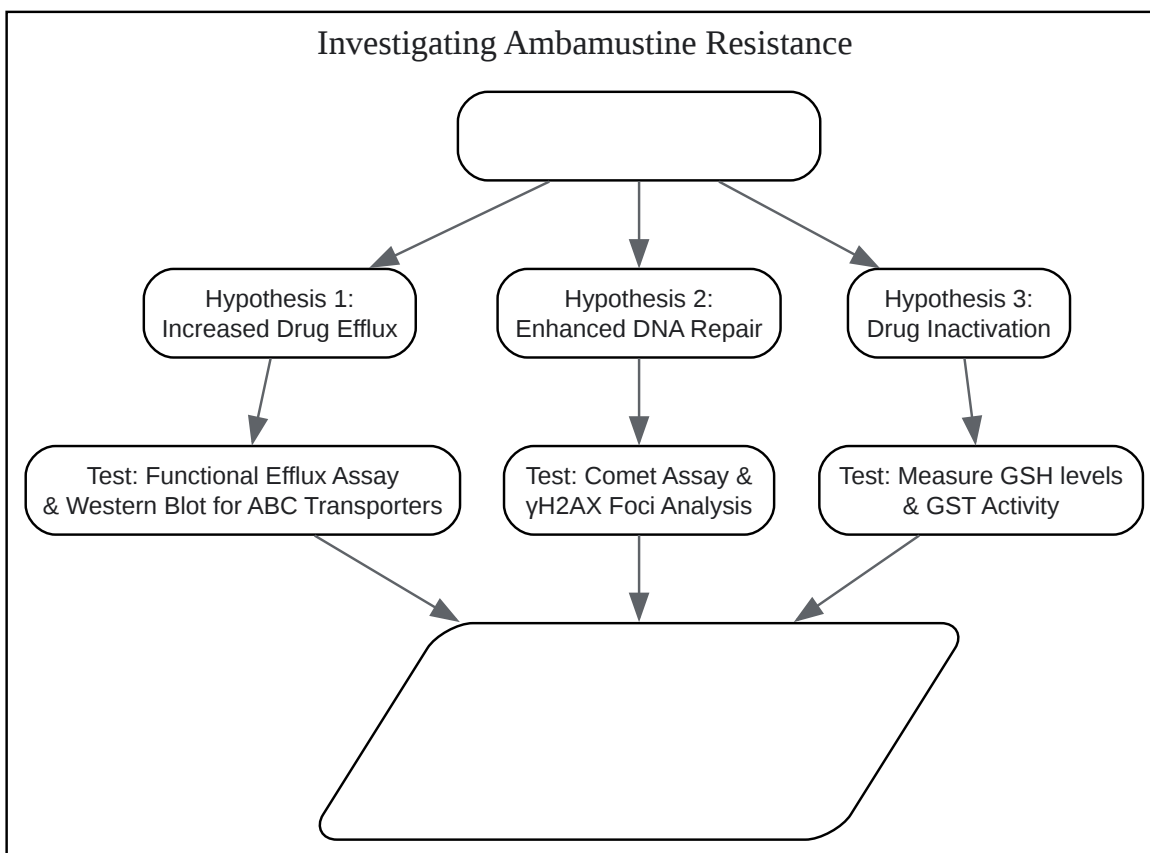 Investigating Ambamustine Resistance
Hypothesis 1:
Increased Drug Efflux
Hypothesis 2:
Enhanced DNA Repair
Hypothesis 3:
Drug Inactivation
Test: Functional Efflux Assay
& Western Blot for ABC Transporters
Test: Comet Assay &
γH2AX Foci Analysis
Test: Measure GSH levels
& GST Activity